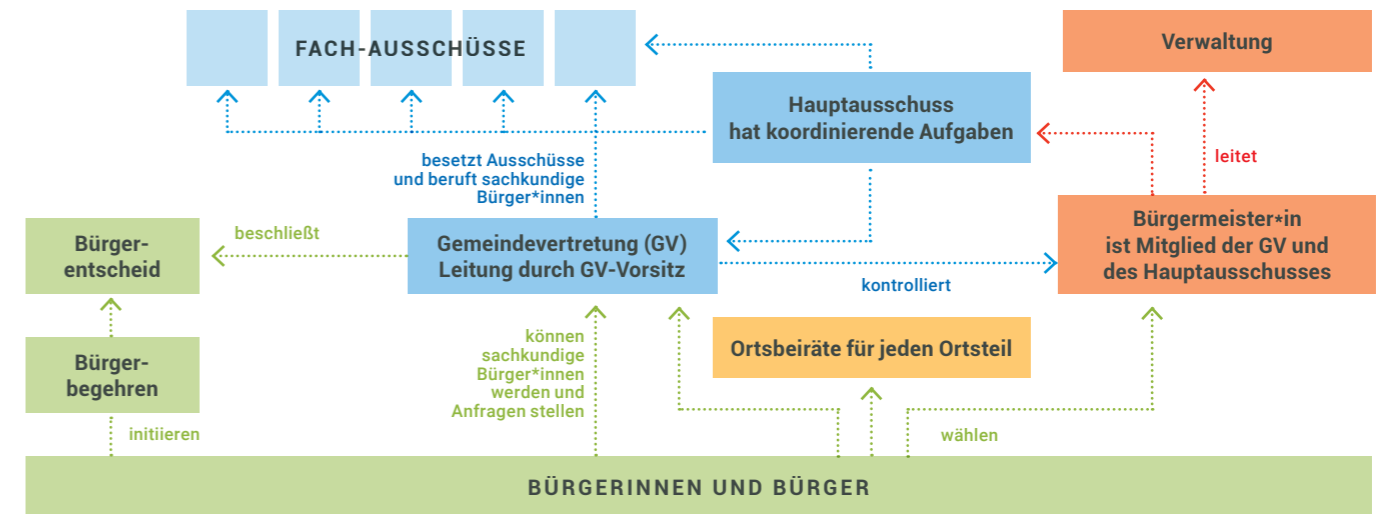 FACH-AUSSCHÜSSE
Verwaltung
Hauptausschuss
hat koordinierende Aufgaben
leitet
besetzt Ausschüsse
und beruft sachkundige
Bürger*innen
Bürger-
entscheid
beschließt
Gemeindevertretung (GV)
Leitung durch GV-Vorsitz
kontrolliert
Bürgermeister*in
ist Mitglied der GV und
des Hauptausschusses
Bürger-
begehren
können
sachkundige
Bürger*innen
werden und
Anfragen stellen
Ortsbeiräte für jeden Ortsteil
initiieren
wählen
BÜRGERINNEN UND BÜRGER